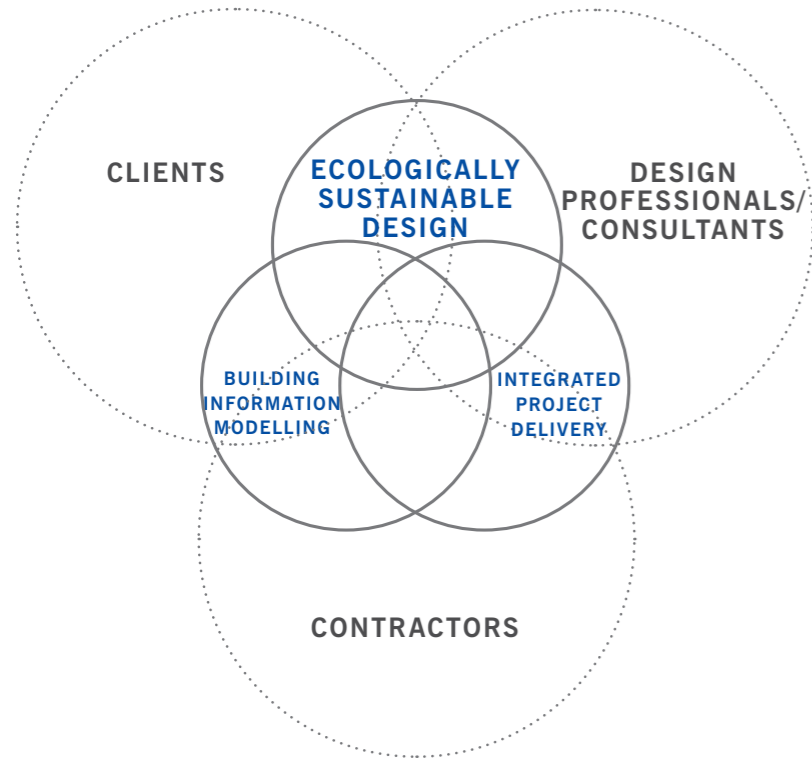 CLIENTS
ECOLOGICALLY
SUSTAINABLE
DESIGN
DESIGN
PROFESSIONALS/
CONSULTANTS
BUILDING
INFORMATION
MODELLING
INTEGRATED
PROJECT
DELIVERY
CONTRACTORS